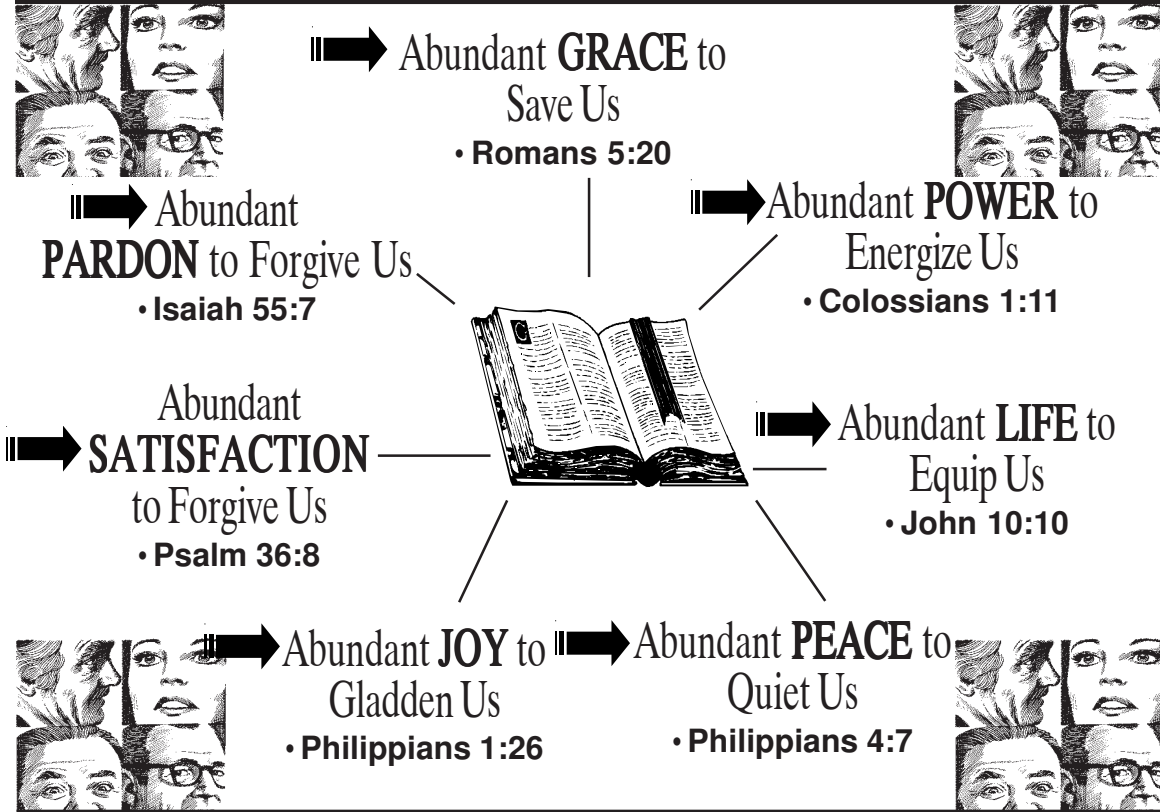 Abundant GRACE to
Save Us
• Romans 5:20
Abundant POWER to
Energize Us
• Colossians 1:11
Abundant LIFE to
Equip Us
• John 10:10
Abundant PEACE to
Quiet Us
• Philippians 4:7
Abundant JOY to
Gladden Us
• Philippians 1:26
Abundant
SATISFACTION
to Forgive Us
• Psalm 36:8
Abundant
PARDON to Forgive Us
• Isaiah 55:7
C